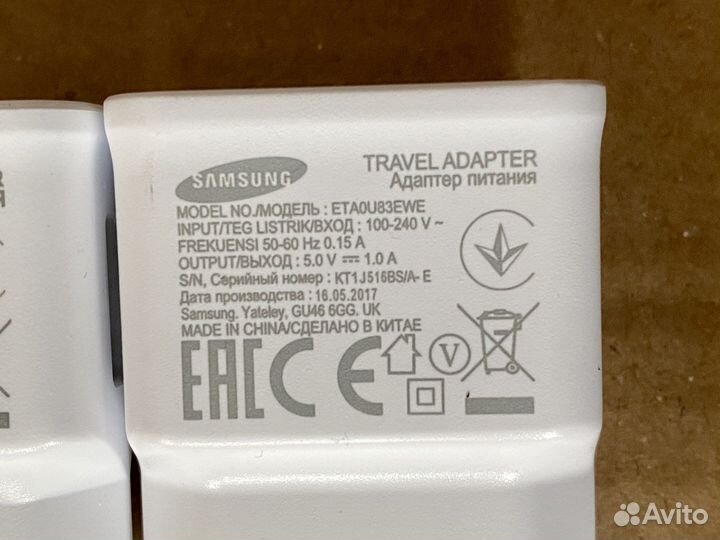 SAMSUNG
TRAVEL ADAPTER
Адаптер питания
MODEL NO./МОДЕЛЬ : ETA0U83EWE
INPUT/TEG LISTRIK/ВХОД : 100-240 V ~
FREKUENSI 50-60 Hz 0.15 A
OUTPUT/ВЫХОД : 5.0 V ⎓ 1.0 A
S/N, Серийный номер : KT1J516BS/A- E
Дата производства : 16.05.2017
Samsung. Yateley, GU46 6GG. UK
MADE IN CHINA/СДЕЛАНО В КИТАЕ
EAC CE V
Avito